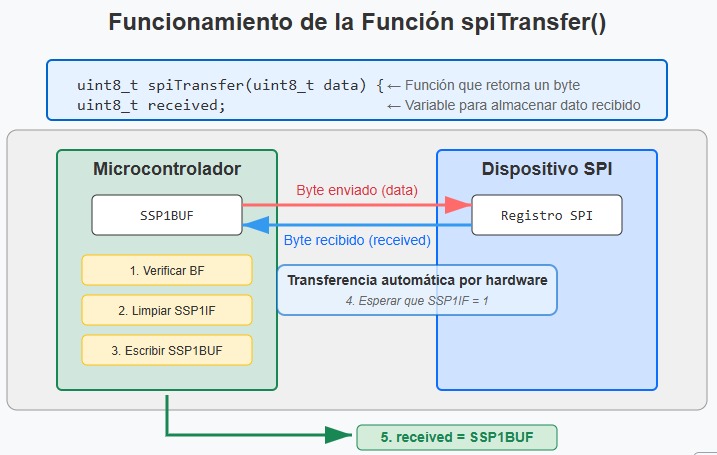 Funcionamiento de la Función spiTransfer()
uint8_t spiTransfer(uint8_t data) { ← Función que retorna un byte
uint8_t received; ← Variable para almacenar dato recibido
Microcontrolador
Dispositivo SPI
Byte enviado (data)
SSP1BUF
Registro SPI
Byte recibido (received)
1. Verificar BF
Transferencia automática por hardware
4. Esperar que SSP1IF = 1
2. Limpiar SSP1IF
3. Escribir SSP1BUF
5. received = SSP1BUF